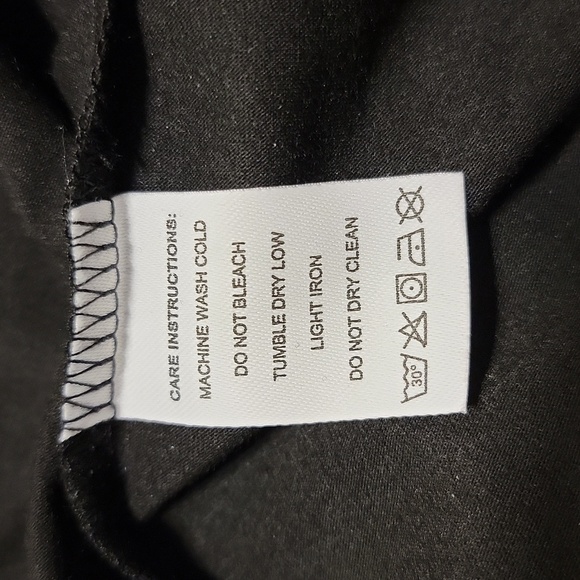 CARE INSTRUCTIONS:
MACHINE WASH COLD
DO NOT BLEACH
TUMBLE DRY LOW
LIGHT IRON
DO NOT DRY CLEAN
30°